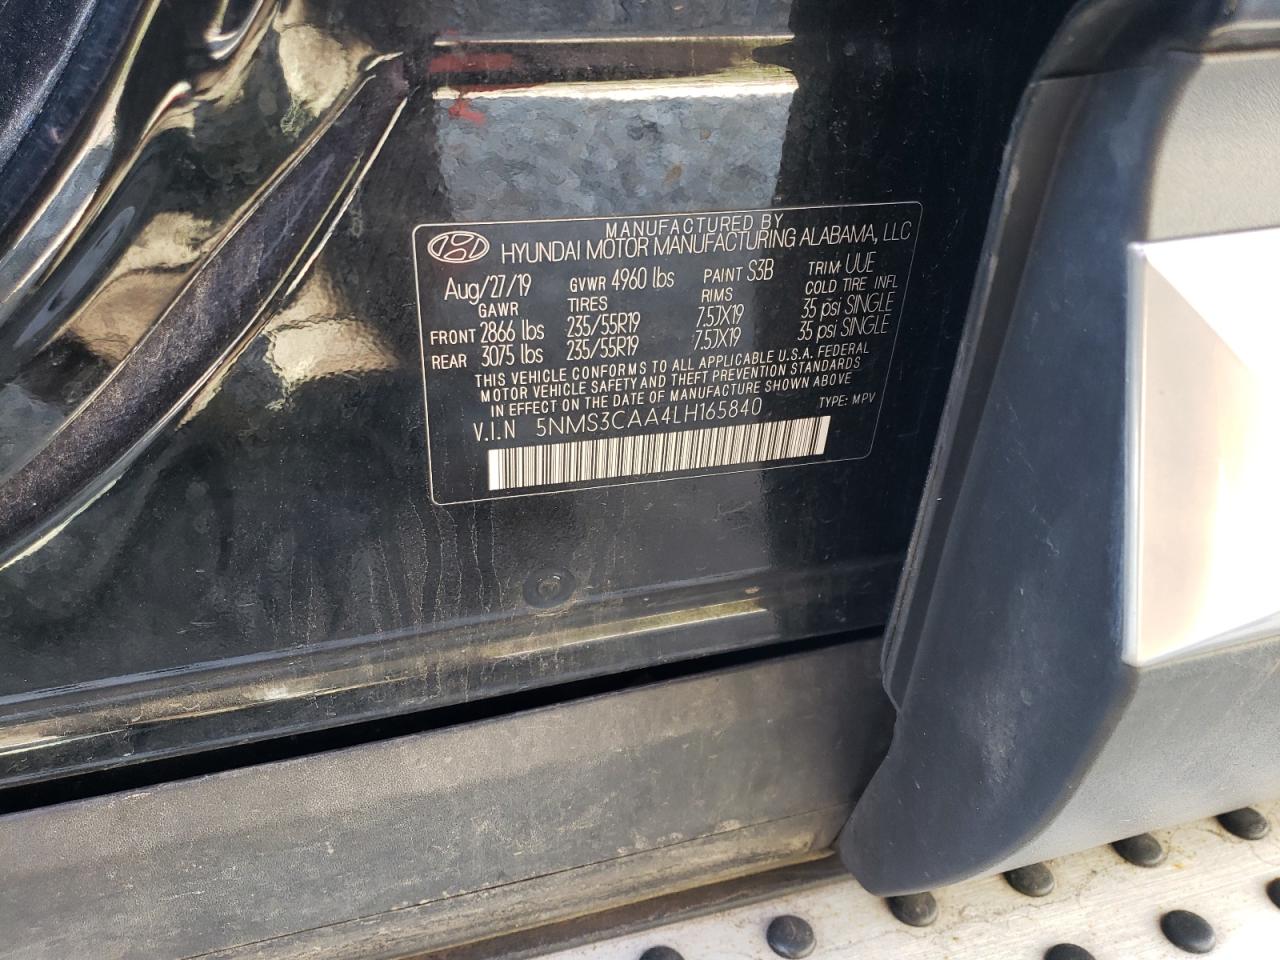 MANUFACTURED BY
HYUNDAI MOTOR MANUFACTURING ALABAMA, LLC
Aug/27/19 GVWR 4960 lbs PAINT S3B TRIM UUE
GAWR TIRES RIMS COLD TIRE INFL
FRONT 2866 lbs 235/55R19 7.5JX19 35 psi SINGLE
REAR 3075 lbs 235/55R19 7.5JX19 35 psi SINGLE
THIS VEHICLE CONFORMS TO ALL APPLICABLE U.S.A. FEDERAL
MOTOR VEHICLE SAFETY AND THEFT PREVENTION STANDARDS
IN EFFECT ON THE DATE OF MANUFACTURE SHOWN ABOVE
V.I.N 5NMS3CAA4LH165840 TYPE: MPV